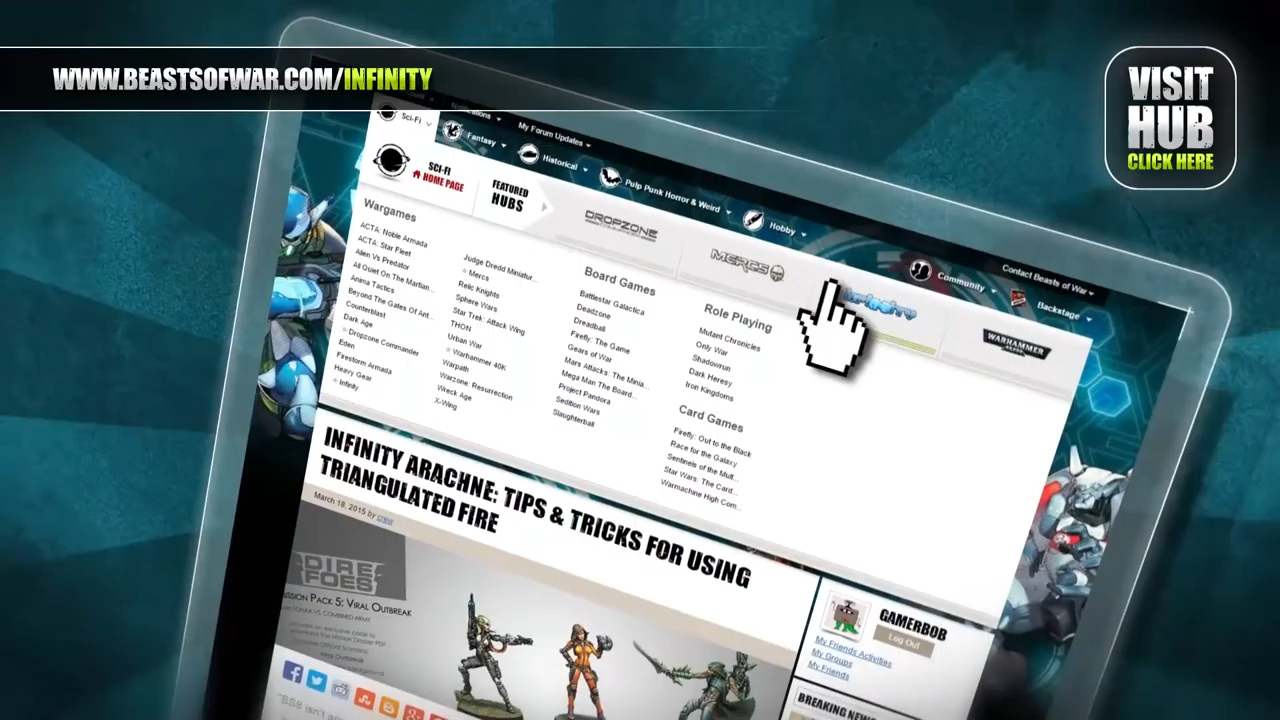 WWW.BEASTSOFWAR.COM/INFINITY
VISIT
HUB
CLICK HERE
Notifications
My Forum Updates
Sci-Fi
Fantasy
Historical
Pulp Punk Horror & Weird
Hobby
Community
Contact Beasts of War
Backstage
SCI-FI
HOME PAGE
FEATURED
HUBS
DROPZONE
MERCS
INFINITY
WARHAMMER
Wargames
ACTA: Noble Armada
ACTA: Star Fleet
Alien Vs Predator
All Quiet On The Martian...
Anima Tactics
Beyond The Gates Of Ant...
Counterblast
Dark Age
Dropzone Commander
Eden
Firestorm Armada
Heavy Gear
Infinity
Judge Dredd Miniatur...
Mercs
Relic Knights
Sphere Wars
Star Trek: Attack Wing
THON
Urban War
Warhammer 40K
Warpath
Warzone: Resurrection
Wreck Age
X-Wing
Board Games
Battlestar Galactica
Deadzone
Dreadball
Firefly: The Game
Gears of War
Mars Attacks: The Minia...
Mega Man The Board...
Project Pandora
Sedition Wars
Slaughterball
Role Playing
Mutant Chronicles
Only War
Shadowrun
Dark Heresy
Iron Kingdoms
Card Games
Firefly: Out to the Black
Race for the Galaxy
Sentinels of the Mult...
Star Wars: The Card...
Warmachine High Com...
INFINITY ARACHNE: TIPS & TRICKS FOR USING
TRIANGULATED FIRE
March 18, 2015 by
DIRE
FOES
MISSION PACK 5: VIRAL OUTBREAK
GAMERBOB
Log Out
My Friends Activities
My Groups
My Friends
BREAKING NEWS